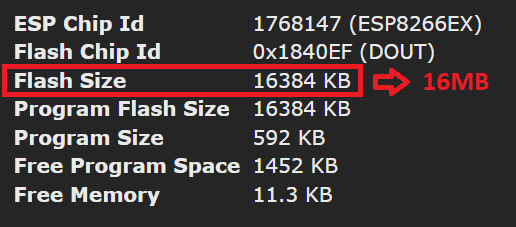 ESP Chip Id 1768147 (ESP8266EX)
Flash Chip Id 0x1840EF (DOUT)
Flash Size 16384 KB 16MB
Program Flash Size 16384 KB
Program Size 592 KB
Free Program Space 1452 KB
Free Memory 11.3 KB